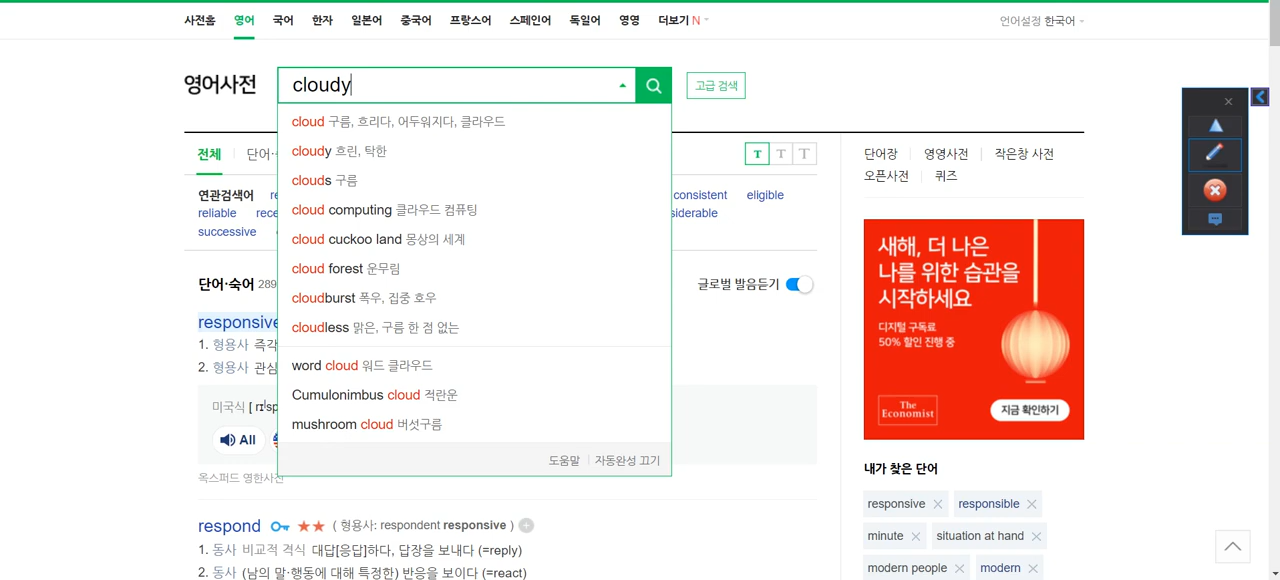 사전홈 영어 국어 한자 일본어 중국어 프랑스어 스페인어 독일어 영영 더보기 N 언어설정 한국어
영어사전 cloudy 고급 검색
cloud 구름, 흐리다, 어두워지다, 클라우드
cloudy 흐린, 탁한
clouds 구름
cloud computing 클라우드 컴퓨팅
cloud cuckoo land 몽상의 세계
cloud forest 운무림
cloudburst 폭우, 집중 호우
cloudless 맑은, 구름 한 점 없는
word cloud 워드 클라우드
Cumulonimbus cloud 적란운
mushroom cloud 버섯구름
도움말 자동완성 끄기
전체 단어· T T T
연관검색어 consistent eligible
reliable
successive
단어·숙어 289 글로벌 발음듣기
responsive
1. 형용사 즉각
2. 형용사 관심
미국식 [ rɪˈsp
All
옥스퍼드 영한사전
respond ( 형용사: respondent responsive )
1. 동사 비교적 격식 대답[응답]하다, 답장을 보내다 (=reply)
2. 동사 (남의 말·행동에 대해 특정한) 반응을 보이다 (=react)
단어장 영영사전 작은창 사전
오픈사전 퀴즈
새해, 더 나은
나를 위한 습관을
시작하세요
디지털 구독료
50% 할인 진행 중
The
Economist
지금 확인하기
내가 찾은 단어
responsive responsible
minute situation at hand
modern people modern